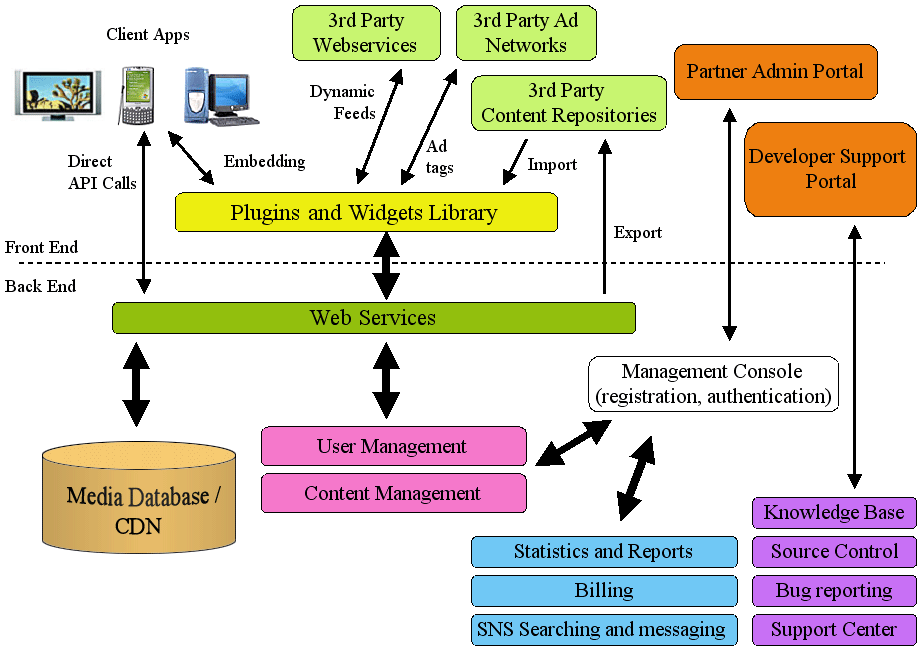 Client Apps
3rd Party
Webservices
3rd Party Ad
Networks
3rd Party
Content Repositories
Partner Admin Portal
Developer Support
Portal
Dynamic
Feeds
Ad
tags
Import
Direct
API Calls
Embedding
Plugins and Widgets Library
Export
Front End
Back End
Web Services
Management Console
(registration, authentication)
User Management
Content Management
Media Database /
CDN
Statistics and Reports
Billing
SNS Searching and messaging
Knowledge Base
Source Control
Bug reporting
Support Center